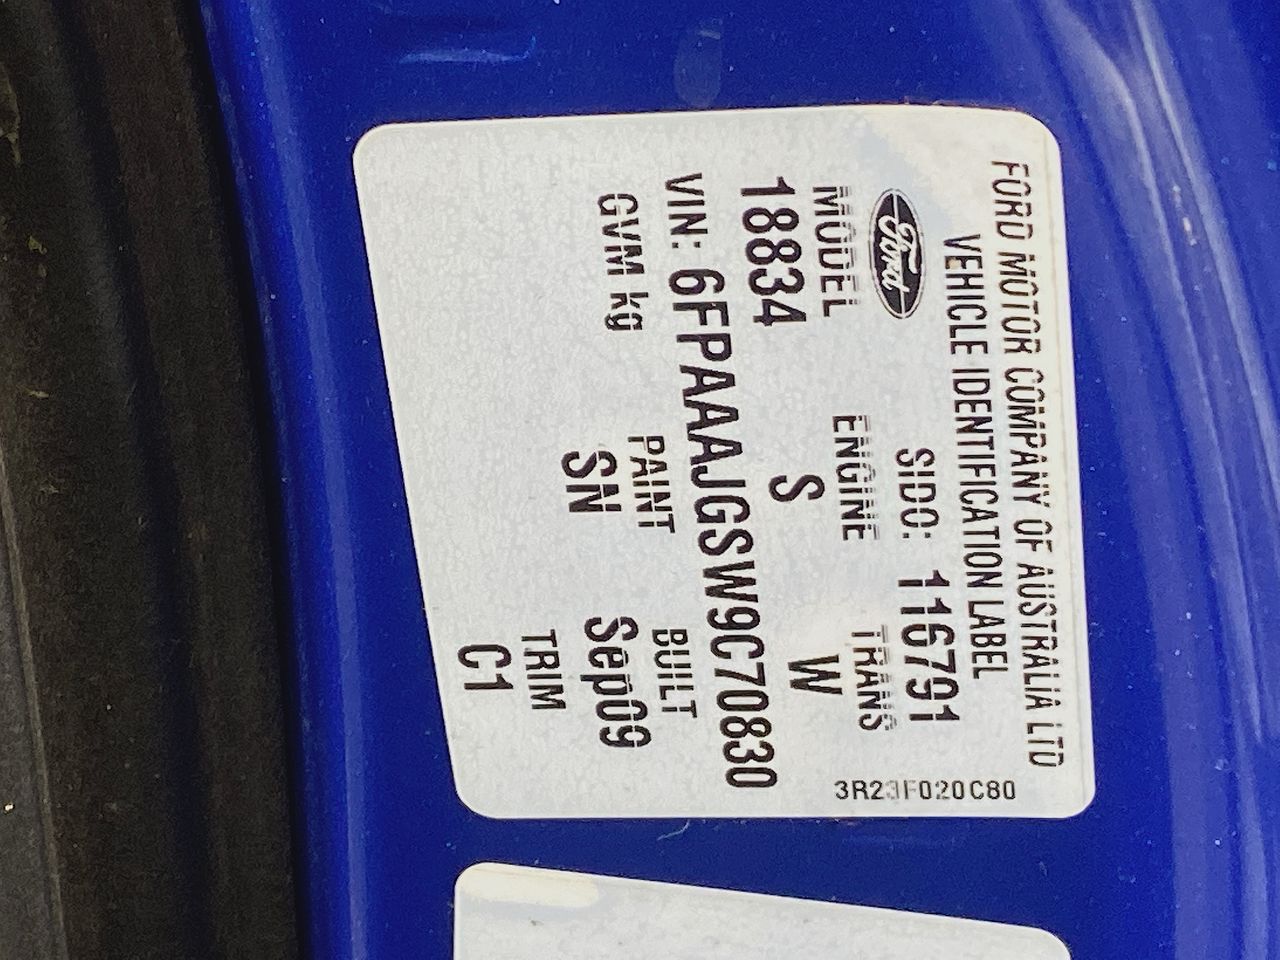 FORD MOTOR COMPANY OF AUSTRALIA LTD
VEHICLE IDENTIFICATION LABEL
Ford
SIDO: 116791
MODEL ENGINE TRANS
18834 S W
VIN: 6FPAAAJGSW9C70830
GVM kg PAINT BUILT
SN Sep09
TRIM
C1
3R23F020C80